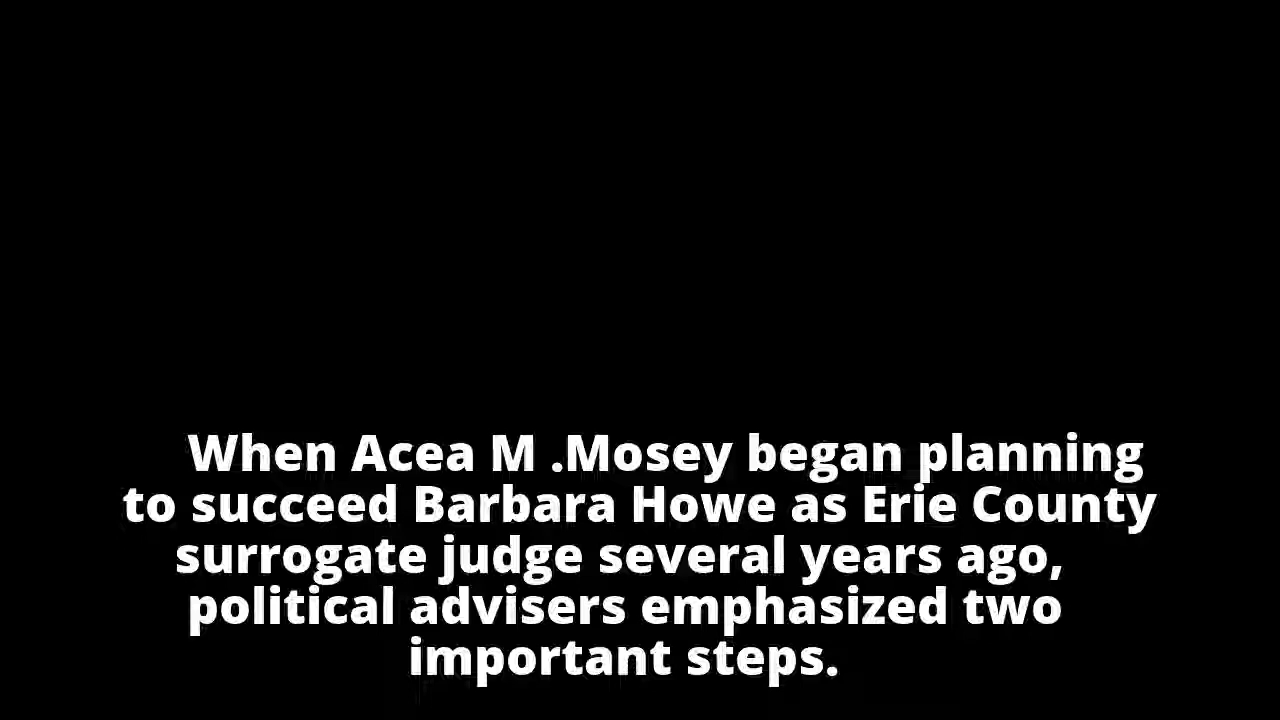 When Acea M .Mosey began planning
to succeed Barbara Howe as Erie County
surrogate judge several years ago,
political advisers emphasized two
important steps.